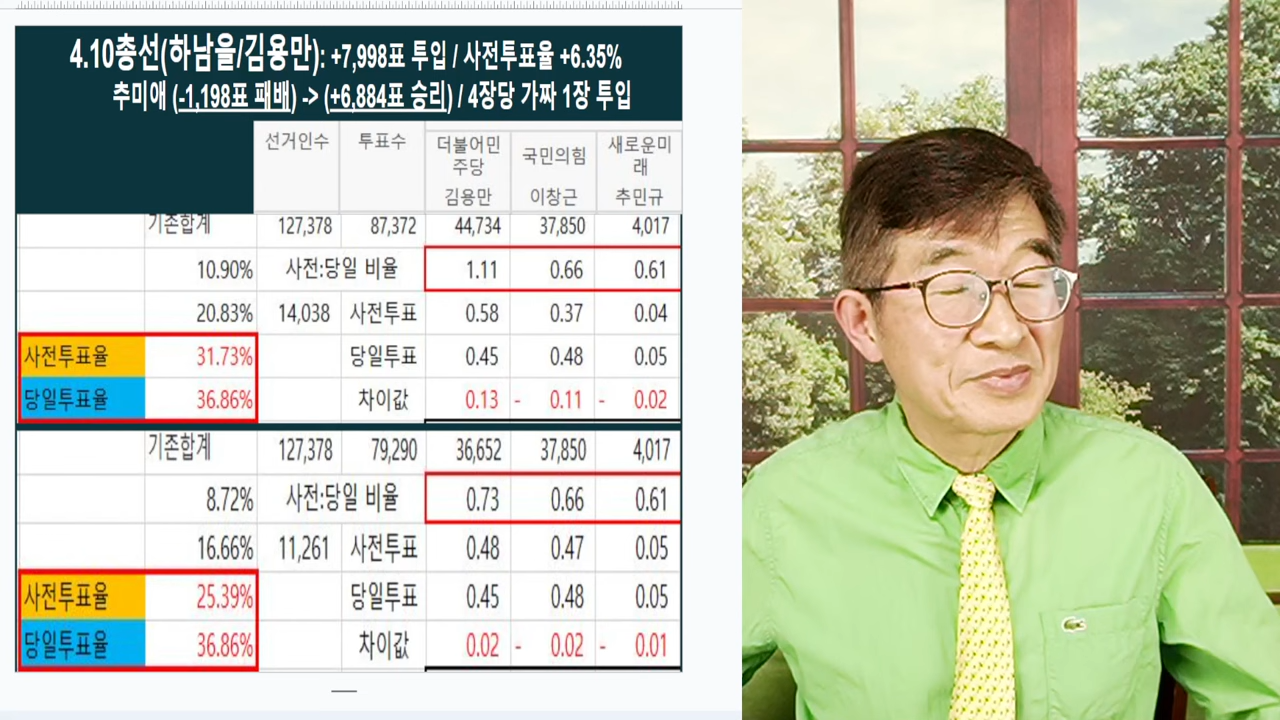 4.10총선(하남을/김용만): +7,998표 투입 / 사전투표율 +6.35%
추미애 (-1,198표 패배) -> (+6,884표 승리) / 4장당 가짜 1장 투입
선거인수 투표수 더불어민주당 국민의힘 새로운미래
김용만 이창근 추민규
기존합계 127,378 87,372 44,734 37,850 4,017
10.90% 사전:당일 비율 1.11 0.66 0.61
20.83% 14,038 사전투표 0.58 0.37 0.04
사전투표율 31.73% 당일투표 0.45 0.48 0.05
당일투표율 36.86% 차이값 0.13 - 0.11 - 0.02
기존합계 127,378 79,290 36,652 37,850 4,017
8.72% 사전:당일 비율 0.73 0.66 0.61
16.66% 11,261 사전투표 0.48 0.47 0.05
사전투표율 25.39% 당일투표 0.45 0.48 0.05
당일투표율 36.86% 차이값 0.02 - 0.02 - 0.01